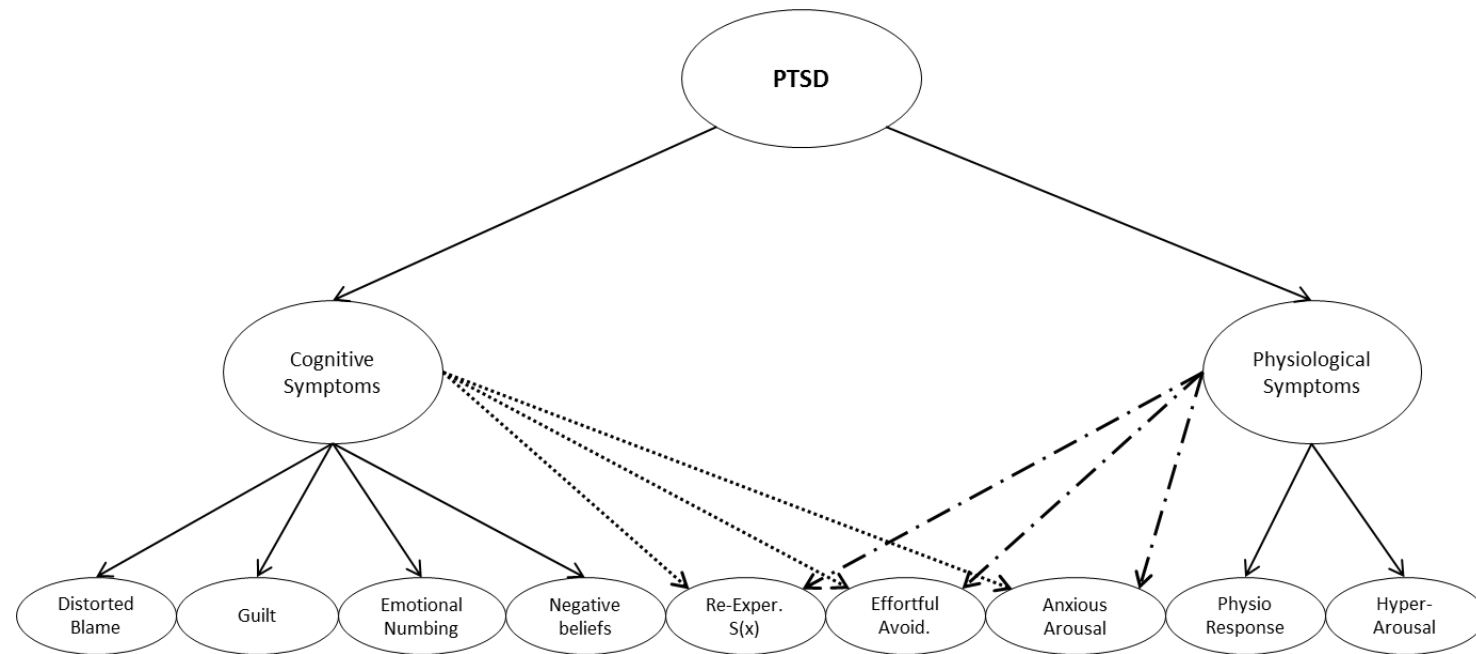 PTSD
Cognitive
Symptoms
Physiological
Symptoms
Distorted
Blame
Guilt
Emotional
Numbing
Negative
beliefs
Re-Exper.
S(x)
Effortful
Avoid.
Anxious
Arousal
Physio
Response
Hyper-
Arousal